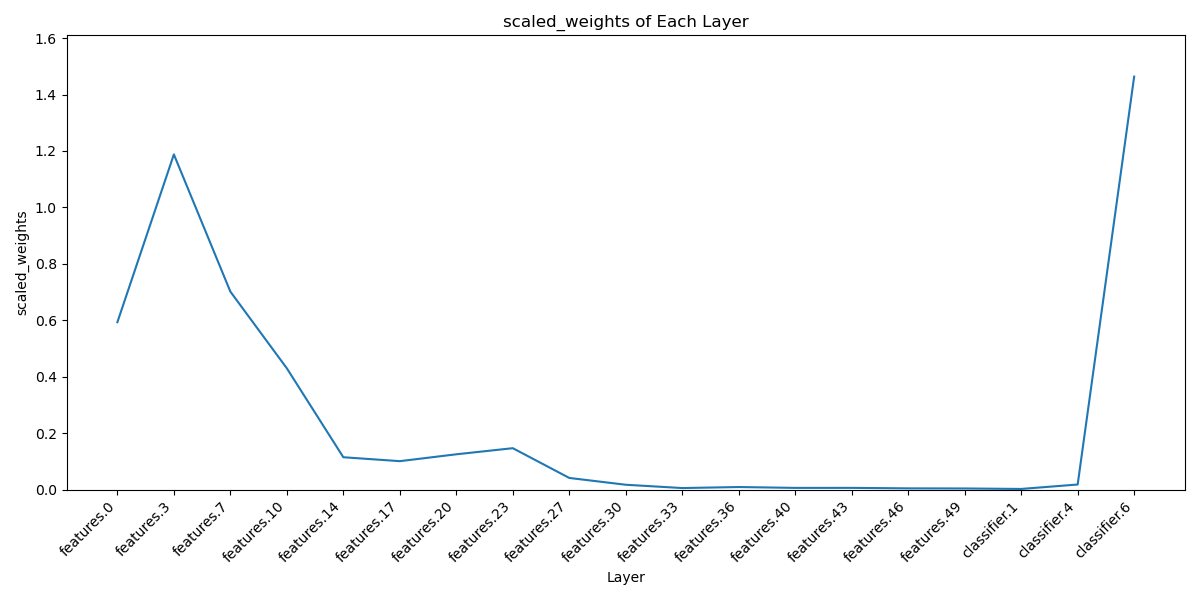 scaled_weights of Each Layer
scaled_weights
1.6
1.4
1.2
1.0
0.8
0.6
0.4
0.2
0.0
features.0
features.3
features.7
features.10
features.14
features.17
features.20
features.23
features.27
features.30
features.33
features.36
features.40
features.43
features.46
features.49
classifier.1
classifier.4
classifier.6
Layer